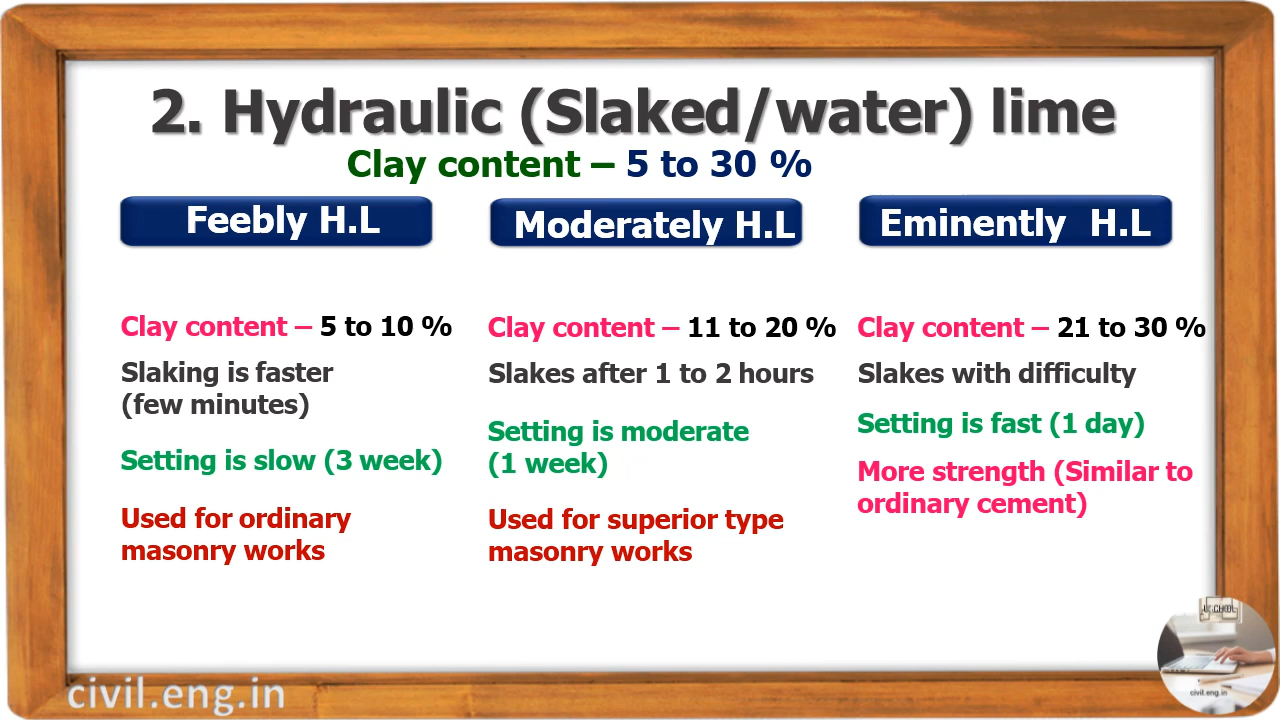 2. Hydraulic (Slaked/water) lime
Clay content – 5 to 30 %
Feebly H.L
Clay content – 5 to 10 %
Slaking is faster
(few minutes)
Setting is slow (3 week)
Used for ordinary
masonry works
Moderately H.L
Clay content – 11 to 20 %
Slakes after 1 to 2 hours
Setting is moderate
(1 week)
Used for superior type
masonry works
Eminently H.L
Clay content – 21 to 30 %
Slakes with difficulty
Setting is fast (1 day)
More strength (Similar to
ordinary cement)
civil.eng.in
civil.eng.in